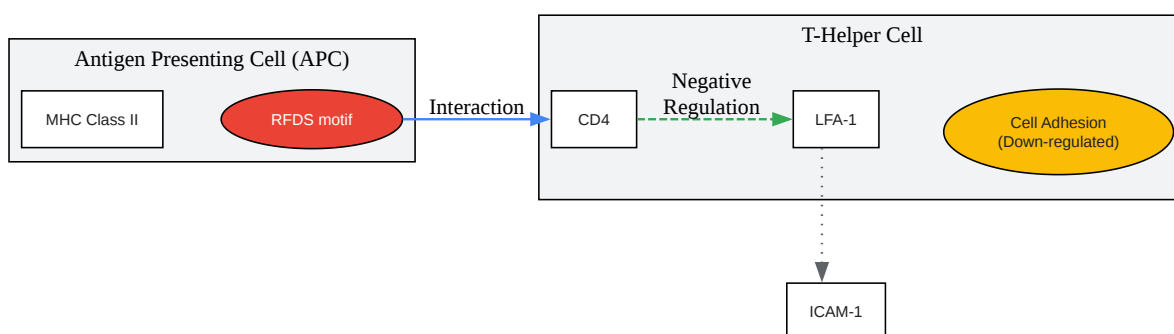 Antigen Presenting Cell (APC)
MHC Class II
RFDS motif
Interaction
T-Helper Cell
CD4
Negative
Regulation
LFA-1
Cell Adhesion
(Down-regulated)
ICAM-1